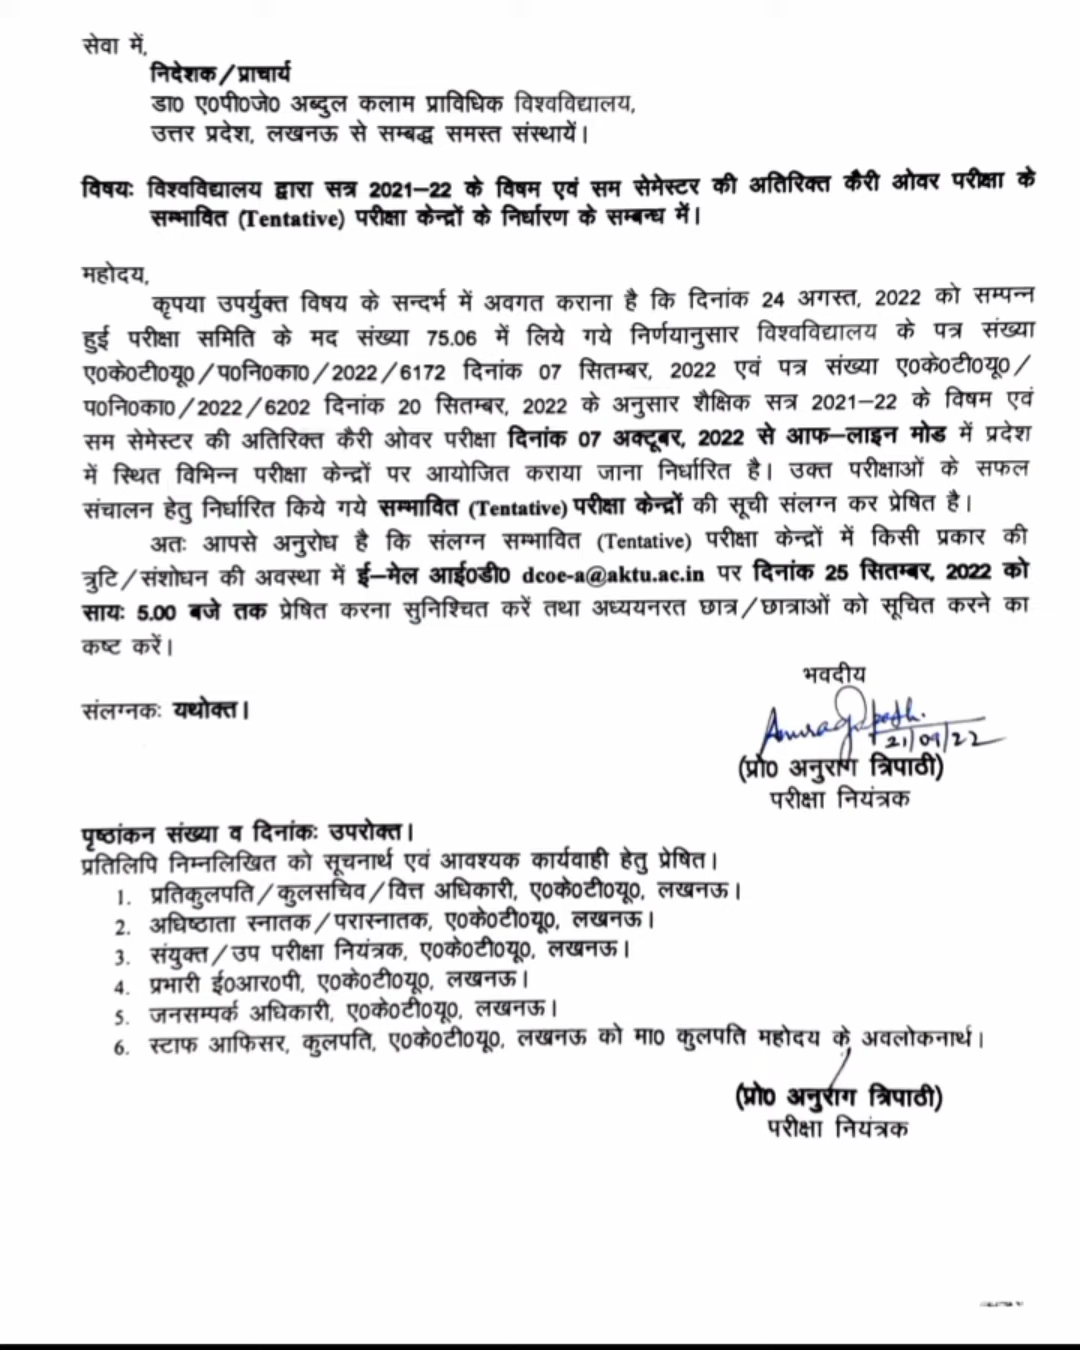 सेवा में,
निदेशक/प्राचार्य
डा0 ए0पी0जे0 अब्दुल कलाम प्राविधिक विश्वविद्यालय,
उत्तर प्रदेश, लखनऊ से सम्बद्ध समस्त संस्थायें।
विषयः विश्वविद्यालय द्वारा सत्र 2021–22 के विषम एवं सम सेमेस्टर की अतिरिक्त कैरी ओवर परीक्षा के
सम्भावित (Tentative) परीक्षा केन्द्रों के निर्धारण के सम्बन्ध में।
महोदय,
कृपया उपर्युक्त विषय के सन्दर्भ में अवगत कराना है कि दिनांक 24 अगस्त, 2022 को सम्पन्न
हुई परीक्षा समिति के मद संख्या 75.06 में लिये गये निर्णयानुसार विश्वविद्यालय के पत्र संख्या
ए0के0टी0यू0/प0नि0का0/2022/6172 दिनांक 07 सितम्बर, 2022 एवं पत्र संख्या ए0के0टी0यू0/
प0नि0का0/2022/6202 दिनांक 20 सितम्बर, 2022 के अनुसार शैक्षिक सत्र 2021–22 के विषम एवं
सम सेमेस्टर की अतिरिक्त कैरी ओवर परीक्षा दिनांक 07 अक्टूबर, 2022 से आफ–लाइन मोड में प्रदेश
में स्थित विभिन्न परीक्षा केन्द्रों पर आयोजित कराया जाना निर्धारित है। उक्त परीक्षाओं के सफल
संचालन हेतु निर्धारित किये गये सम्भावित (Tentative) परीक्षा केन्द्रों की सूची संलग्न कर प्रेषित है।
अतः आपसे अनुरोध है कि संलग्न सम्भावित (Tentative) परीक्षा केन्द्रों में किसी प्रकार की
त्रुटि/संशोधन की अवस्था में ई–मेल आई0डी0 dcoe-a@aktu.ac.in पर दिनांक 25 सितम्बर, 2022 को
सायः 5.00 बजे तक प्रेषित करना सुनिश्चित करें तथा अध्ययनरत छात्र/छात्राओं को सूचित करने का
कष्ट करें।
भवदीय
संलग्नकः यथोक्त।
21/09/22
(प्रो0 अनुराग त्रिपाठी)
परीक्षा नियंत्रक
पृष्ठांकन संख्या व दिनांकः उपरोक्त।
प्रतिलिपि निम्नलिखित को सूचनार्थ एवं आवश्यक कार्यवाही हेतु प्रेषित।
1. प्रतिकुलपति/कुलसचिव/वित्त अधिकारी, ए0के0टी0यू0, लखनऊ।
2. अधिष्ठाता स्नातक/परास्नातक, ए0के0टी0यू0, लखनऊ।
3. संयुक्त/उप परीक्षा नियंत्रक, ए0के0टी0यू0, लखनऊ।
4. प्रभारी ई0आर0पी, ए0के0टी0यू0, लखनऊ।
5. जनसम्पर्क अधिकारी, ए0के0टी0यू0, लखनऊ।
6. स्टाफ आफिसर, कुलपति, ए0के0टी0यू0, लखनऊ को मा0 कुलपति महोदय के अवलोकनार्थ।
(प्रो0 अनुराग त्रिपाठी)
परीक्षा नियंत्रक